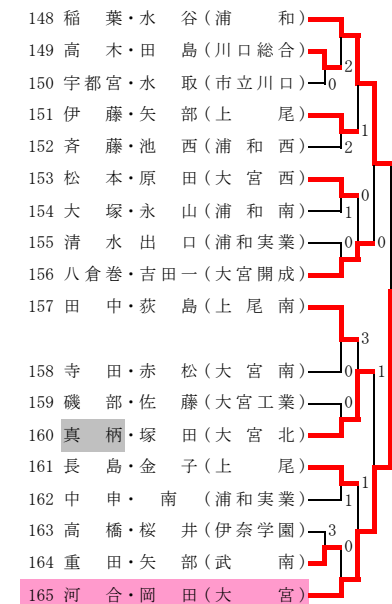 148 稲 葉・水 谷(浦 和)
149 高 木・田 島(川口総合)
2
150 宇都宮・水 取(市立川口)
0
151 伊 藤・矢 部(上 尾)
1
152 斉 藤・池 西(浦 和 西)
2
153 松 本・原 田(大 宮 西)
0
154 大 塚・永 山(浦 和 南)
1
155 清 水 出 口(浦和実業)
0 0
156 八倉巻・吉田一(大宮開成)
157 田 中・荻 島(上 尾 南)
3
158 寺 田・赤 松(大 宮 南)
0 1
159 磯 部・佐 藤(大宮工業)
0
160 真 柄・塚 田(大 宮 北)
161 長 島・金 子(上 尾)
1
162 中 申・ 南 (浦和実業)
1
163 高 橋・桜 井(伊奈学園)
3
0
164 重 田・矢 部(武 南)
165 河 合・岡 田(大 宮)